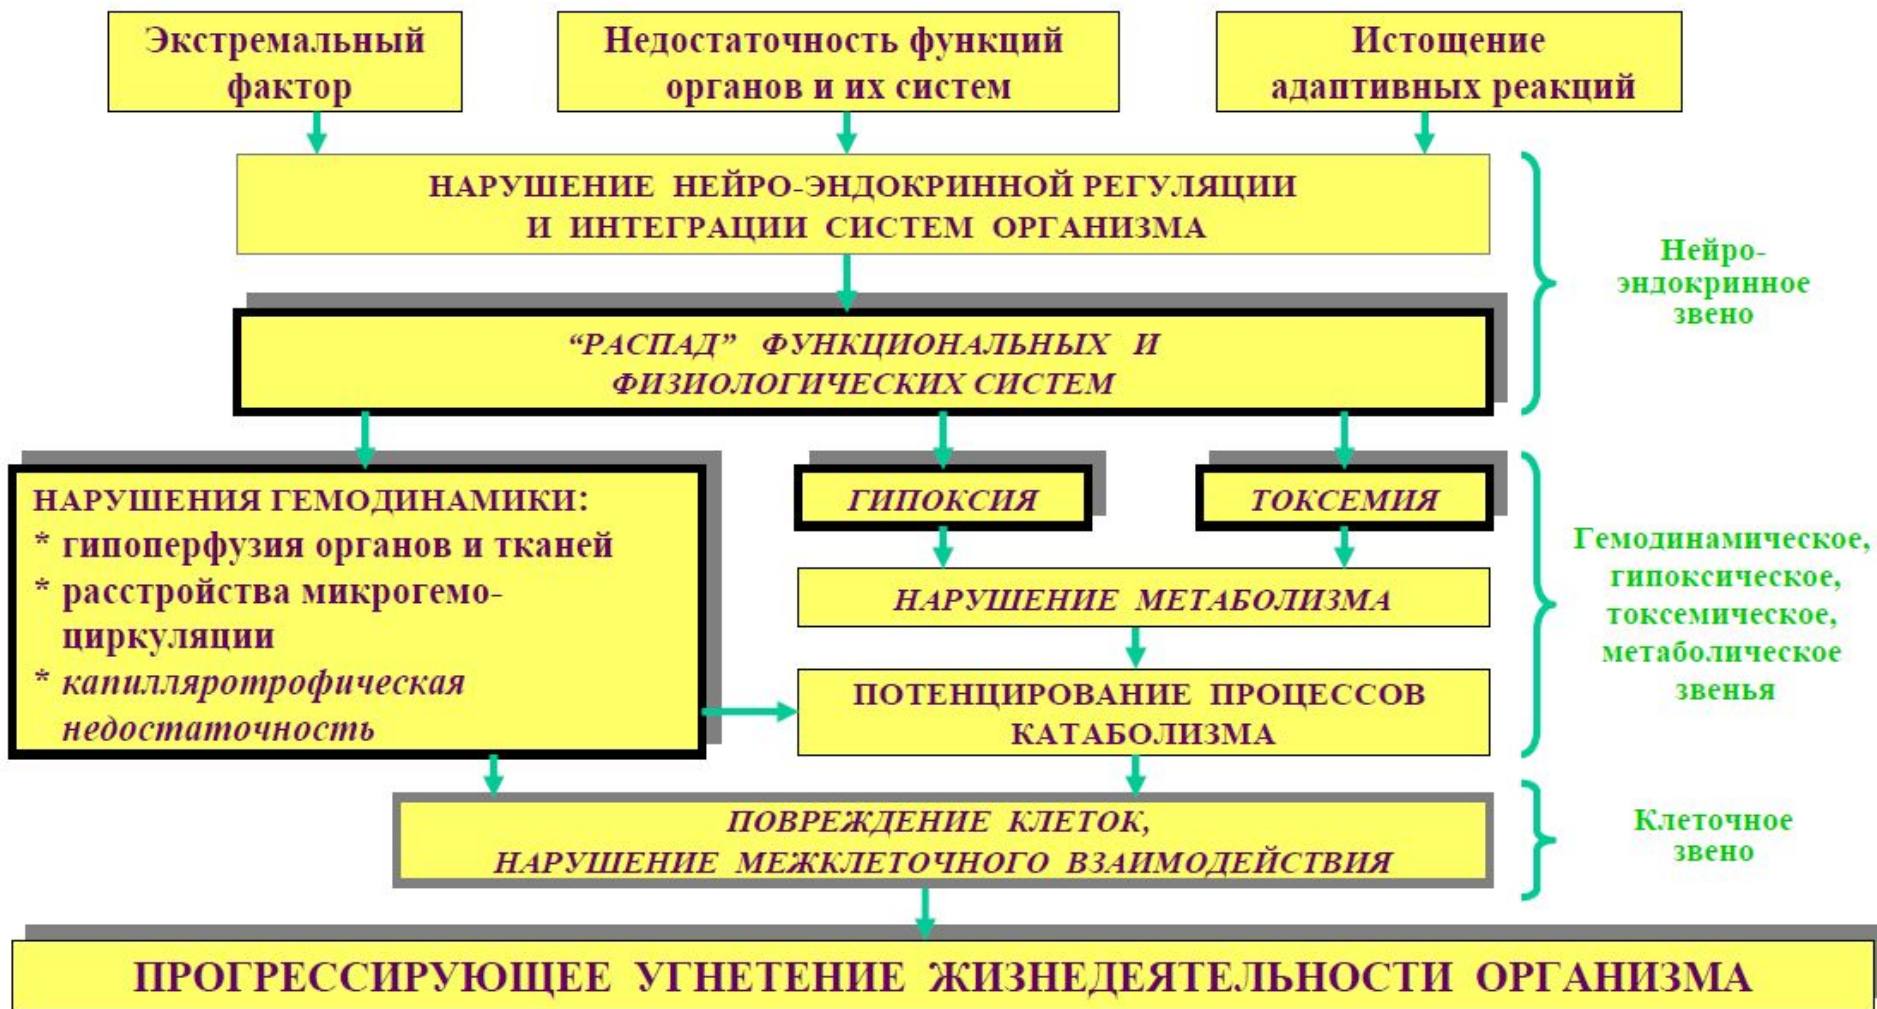 Экстремальный
фактор
Недостаточность функций
органов и их систем
Истощение
адаптивных реакций
НАРУШЕНИЕ НЕЙРО-ЭНДОКРИННОЙ РЕГУЛЯЦИИ
И ИНТЕГРАЦИИ СИСТЕМ ОРГАНИЗМА
Нейро-
эндокринное
звено
“РАСПАД” ФУНКЦИОНАЛЬНЫХ И
ФИЗИОЛОГИЧЕСКИХ СИСТЕМ
НАРУШЕНИЯ ГЕМОДИНАМИКИ:
* гипоперфузия органов и тканей
* расстройства микрогемо-
циркуляции
* капилляротрофическая
недостаточность
ГИПОКСИЯ
ТОКСЕМИЯ
НАРУШЕНИЕ МЕТАБОЛИЗМА
ПОТЕНЦИРОВАНИЕ ПРОЦЕССОВ
КАТАБОЛИЗМА
Гемодинамическое,
гипоксическое,
токсемическое,
метаболическое
звенья
ПОВРЕЖДЕНИЕ КЛЕТОК,
НАРУШЕНИЕ МЕЖКЛЕТОЧНОГО ВЗАИМОДЕЙСТВИЯ
Клеточное
звено
ПРОГРЕССИРУЮЩЕЕ УГНЕТЕНИЕ ЖИЗНЕДЕЯТЕЛЬНОСТИ ОРГАНИЗМА